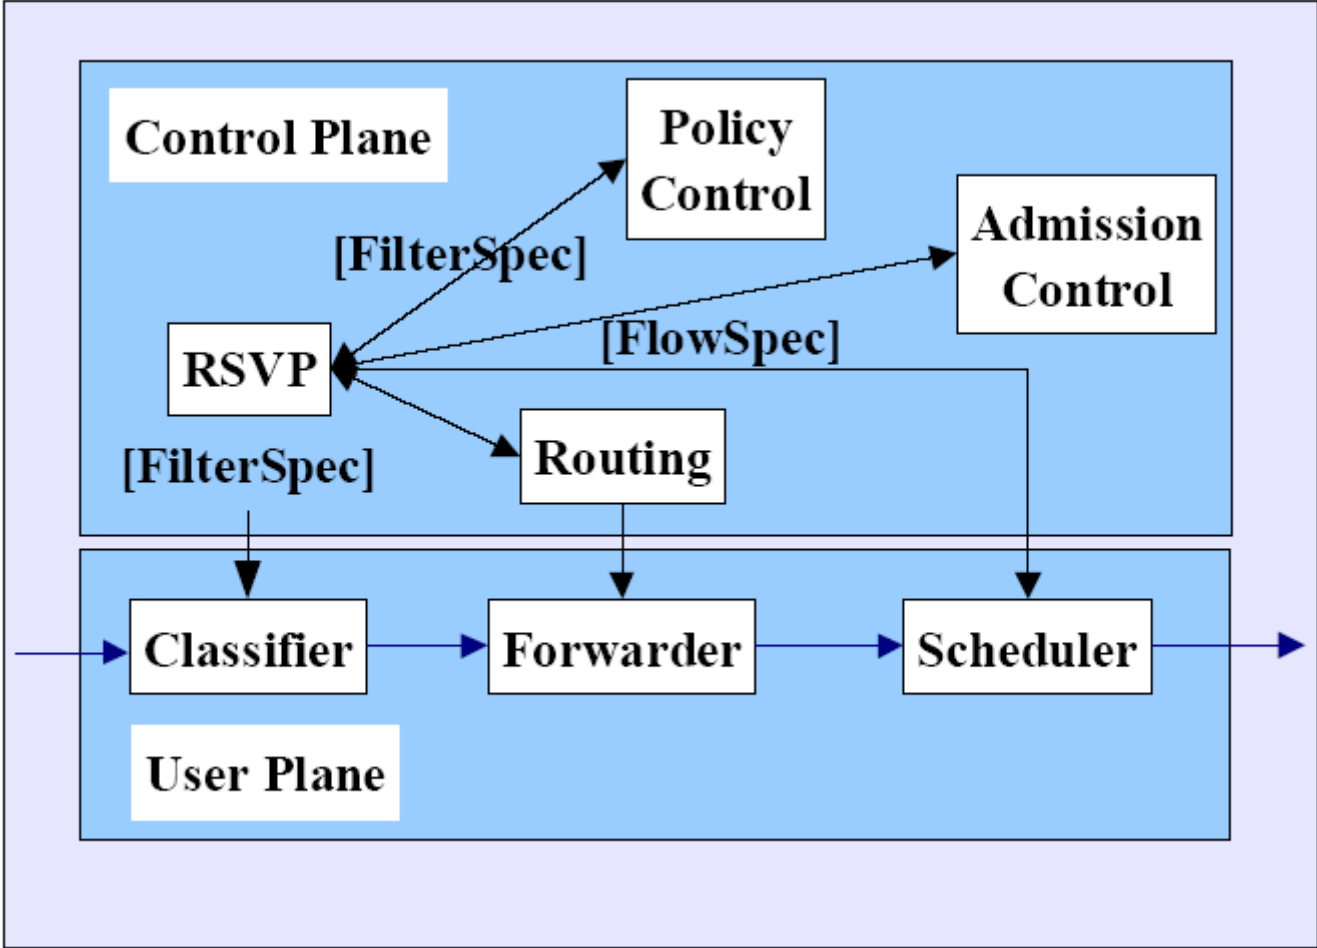 Control Plane
Policy
Control
[FilterSpec]
Admission
Control
[FlowSpec]
RSVP
Routing
[FilterSpec]
Classifier
Forwarder
Scheduler
User Plane